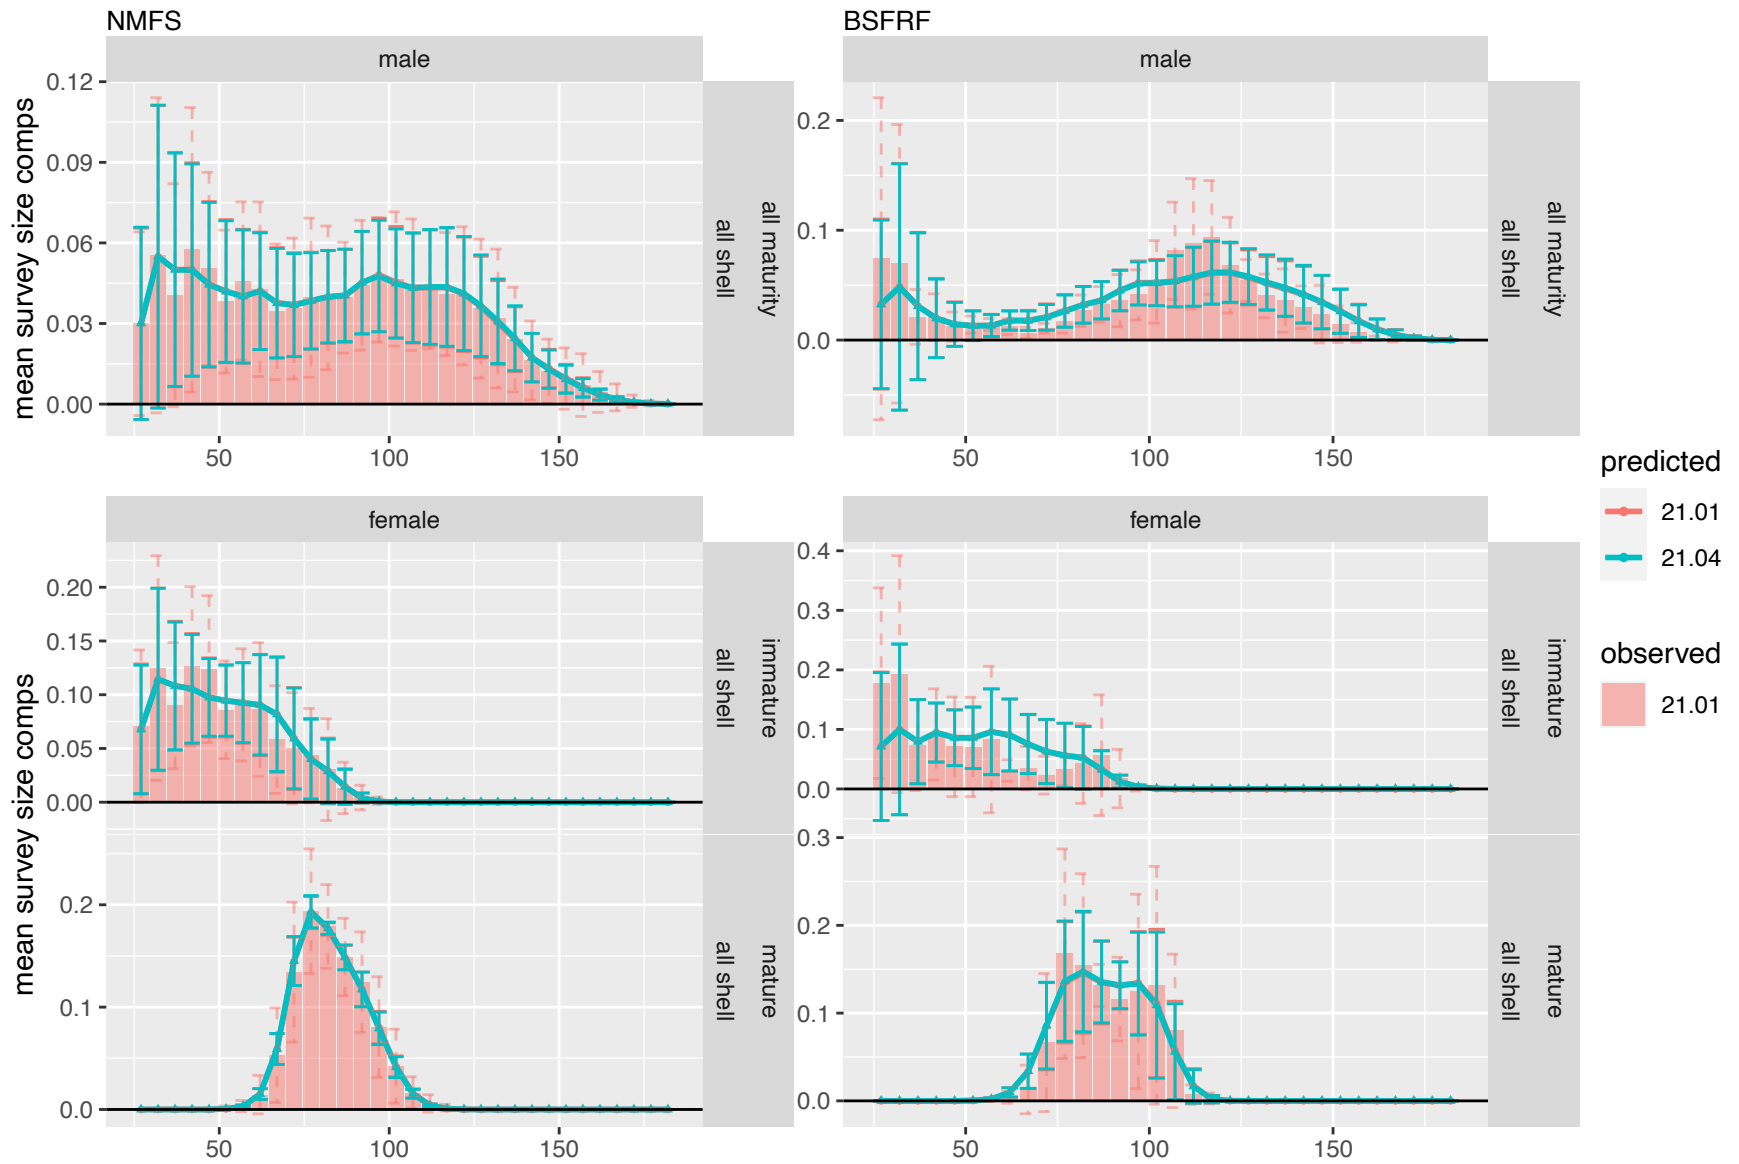 NMFS
BSFRF
male
male
0.12
0.09
0.06
0.03
0.00
mean survey size comps
all maturity
all shell
50
100
150
0.2
0.1
0.0
all maturity
all shell
50
100
150
female
female
0.20
0.15
0.10
0.05
0.00
immature
all shell
0.4
0.3
0.2
0.1
0.0
immature
all shell
mean survey size comps
0.2
0.1
0.0
mature
all shell
50
100
150
0.3
0.2
0.1
0.0
mature
all shell
50
100
150
predicted
21.01
21.04
observed
21.01